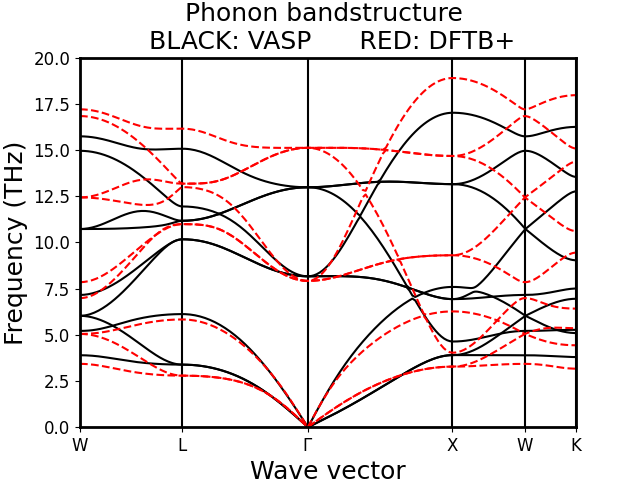 Phonon bandstructure
BLACK: VASP RED: DFTB+
Frequency (THz)
20.0
17.5
15.0
12.5
10.0
7.5
5.0
2.5
0.0
W L Γ X W K
Wave vector